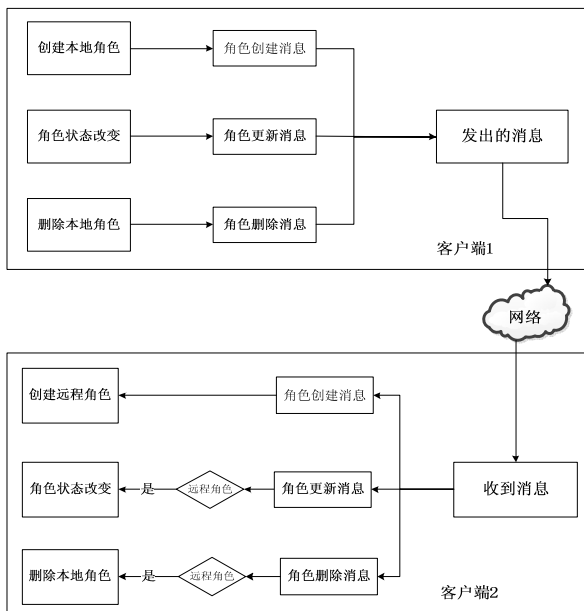 创建本地角色
角色创建消息
角色状态改变
角色更新消息
发出的消息
删除本地角色
角色删除消息
客户端1
网络
创建远程角色
角色创建消息
角色状态改变
是
远程角色
角色更新消息
收到消息
删除本地角色
是
远程角色
角色删除消息
客户端2